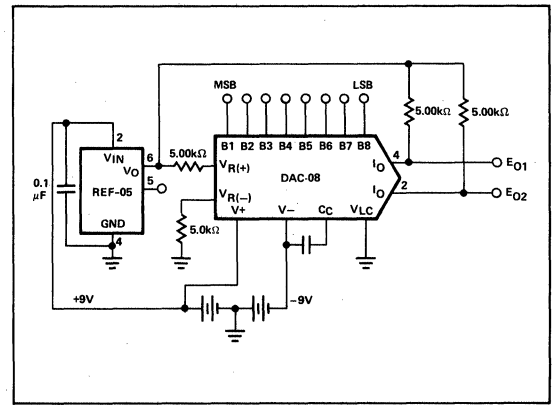 MSB
LSB
B1 B2 B3 B4 B5 B6 B7 B8
5.00kΩ
5.00kΩ
2
VIN
VO
6
5.00kΩ
VR(+)
IO
4
EO1
0.1
µF
REF-05
5
DAC-08
VR(−)
IO
2
EO2
GND
4
5.0kΩ
V+
V−
CC
VLC
+9V
−9V